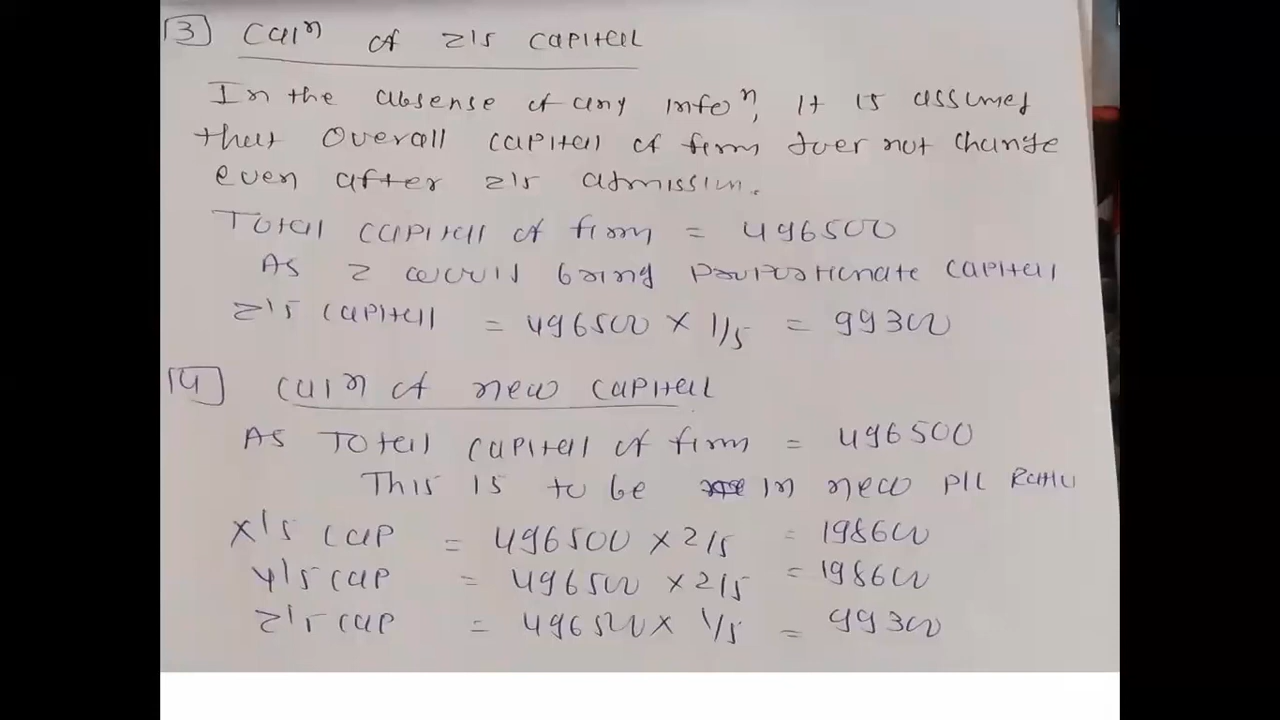 [3] Calⁿ of Z's capital
In the absense of any infoⁿ, it is assumed
that overall capital of firm does not change
even after Z's admission.
Total capital of firm = 496500
As Z would bring proportionate capital
Z's capital = 496500 × 1/5 = 99300
[4] Calⁿ of new capital
As Total capital of firm = 496500
This is to be in new P/L Ratio
X's cap = 496500 × 2/5 = 198600
Y's cap = 496500 × 2/5 = 198600
Z's cap = 496500 × 1/5 = 99300